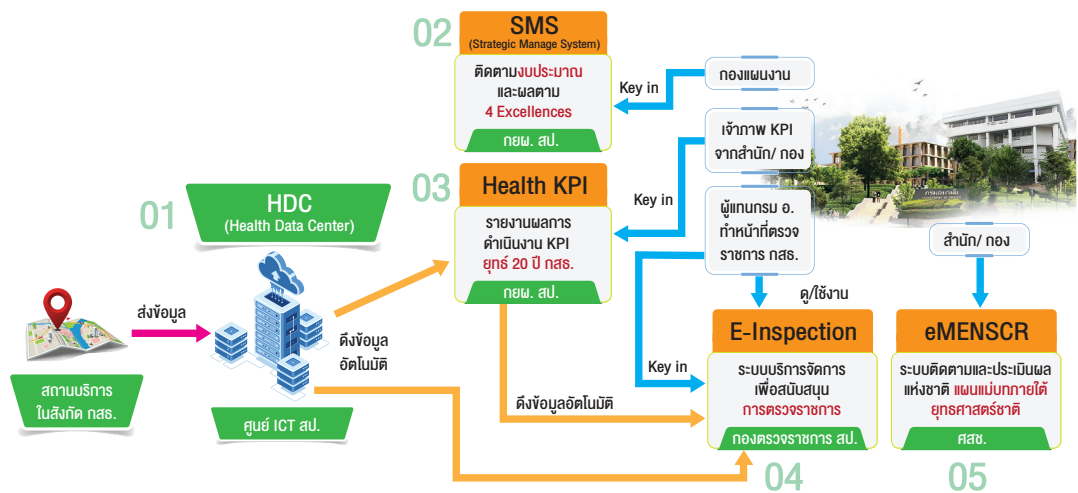 02
SMS
(Strategic Manage System)
ติดตามงบประมาณ
และผลตาม
4 Excellences
กยผ. สป.
Key in
กองแผนงาน
เจ้าภาพ KPI
จากสำนัก/ กอง
ผู้แทนกรม อ.
ทำหน้าที่ตรวจ
ราชการ กสธ.
กรมอนามัย
01
HDC
(Health Data Center)
03
Health KPI
รายงานผลการ
ดำเนินงาน KPI
ยุทธ์ 20 ปี กสธ.
กยผ. สป.
Key in
สำนัก/ กอง
ส่งข้อมูล
สถานบริการ
ในสังกัด กสธ.
ดึงข้อมูล
อัตโนมัติ
ศูนย์ ICT สป.
ดู/ใช้งาน
Key in
ดึงข้อมูลอัตโนมัติ
E-Inspection
ระบบบริการจัดการ
เพื่อสนับสนุน
การตรวจราชการ
กองตรวจราชการ สป.
04
eMENSCR
ระบบติดตามและประเมินผล
แห่งชาติ แผนแม่บทภายใต้
ยุทธศาสตร์ชาติ
ศสช.
05